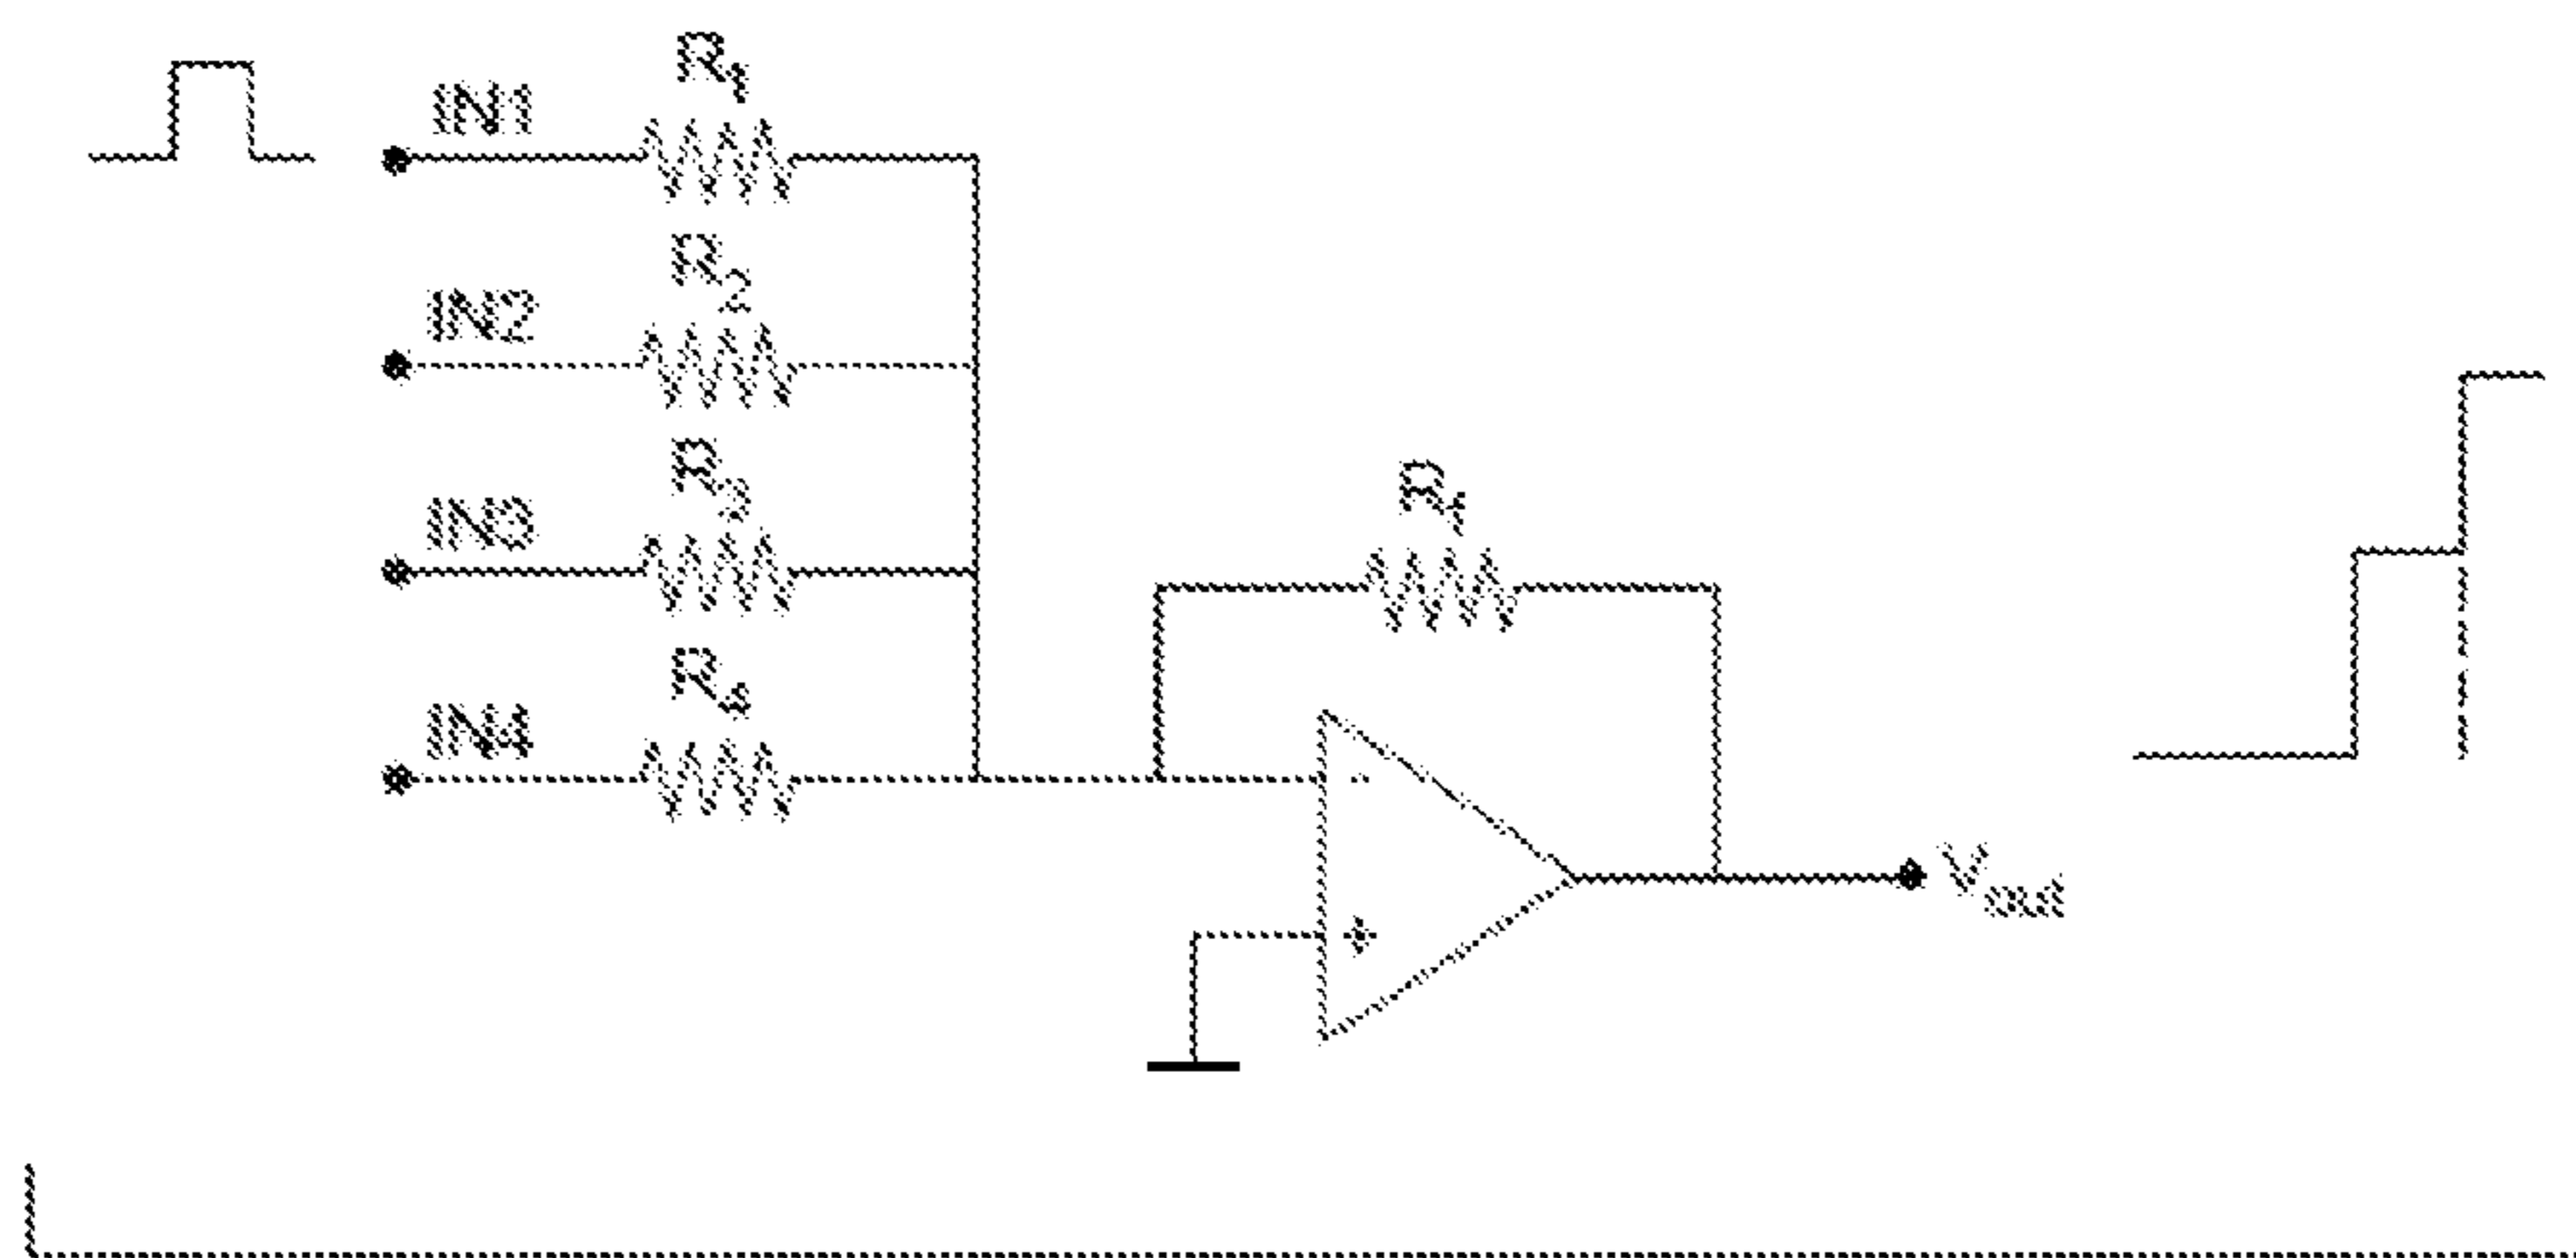 R1
IN1
R2
IN2
R3
IN3
Rf
R4
IN4
-
+
Vout